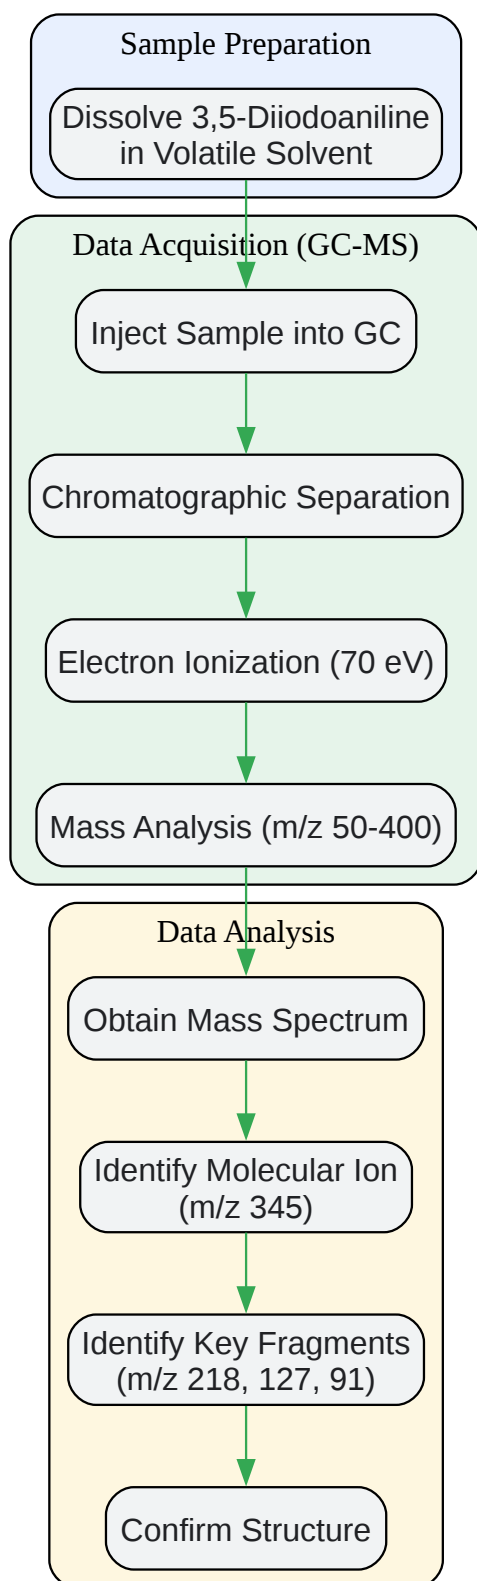 Sample Preparation
Dissolve 3,5-Diiodoaniline
in Volatile Solvent
Data Acquisition (GC-MS)
Inject Sample into GC
Chromatographic Separation
Electron Ionization (70 eV)
Mass Analysis (m/z 50-400)
Data Analysis
Obtain Mass Spectrum
Identify Molecular Ion
(m/z 345)
Identify Key Fragments
(m/z 218, 127, 91)
Confirm Structure